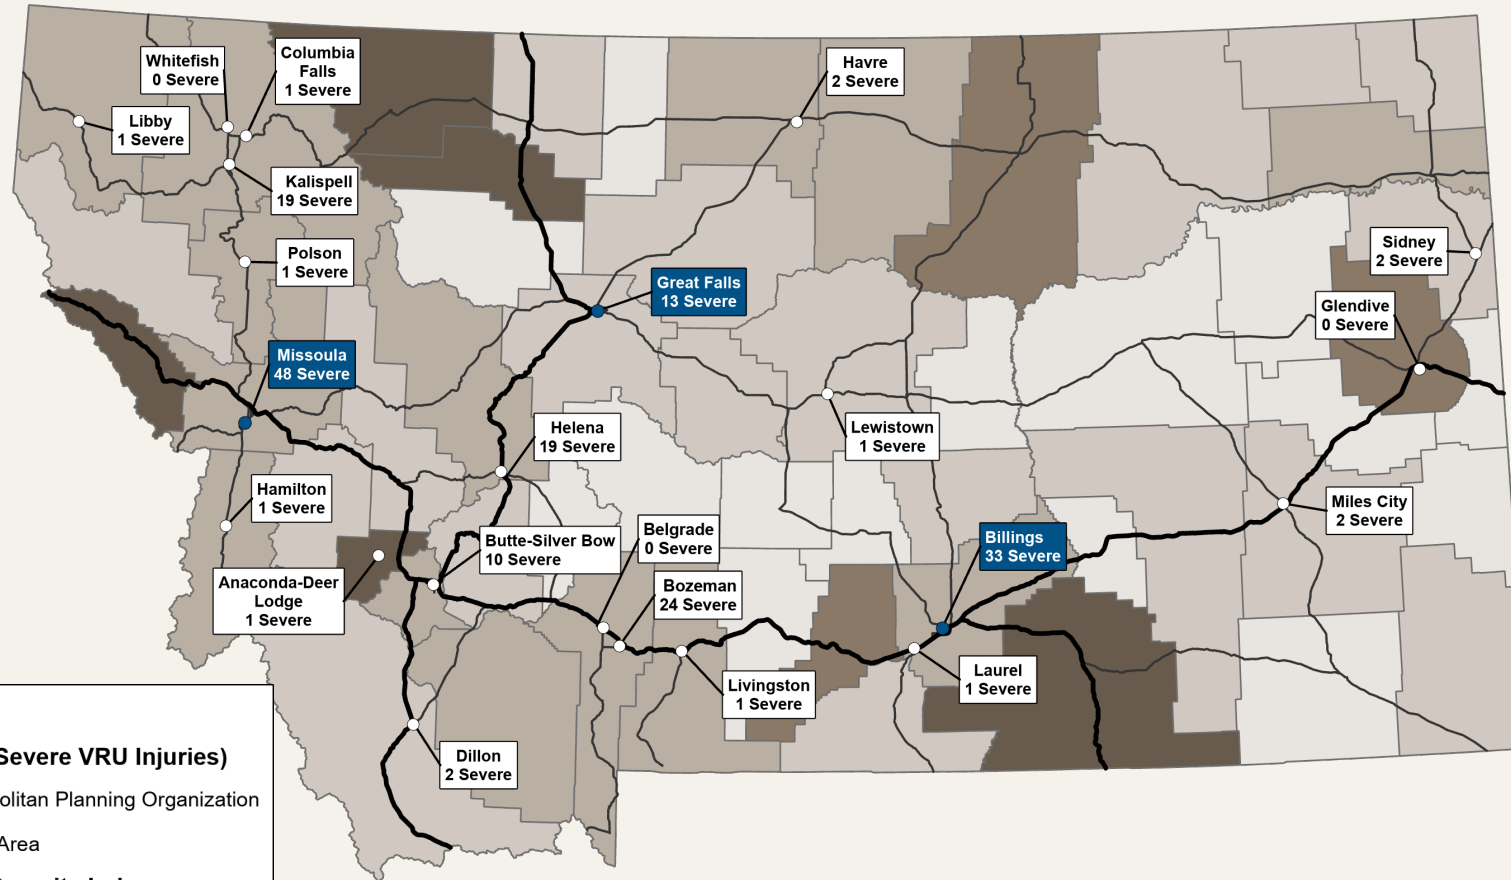 Whitefish
0 Severe
Columbia
Falls
1 Severe
Havre
2 Severe
Libby
1 Severe
Kalispell
19 Severe
Polson
1 Severe
Sidney
2 Severe
Great Falls
13 Severe
Glendive
0 Severe
Missoula
48 Severe
Helena
19 Severe
Lewistown
1 Severe
Hamilton
1 Severe
Miles City
2 Severe
Butte-Silver Bow
10 Severe
Belgrade
0 Severe
Billings
33 Severe
Anaconda-Deer
Lodge
1 Severe
Bozeman
24 Severe
Livingston
1 Severe
Laurel
1 Severe
Dillon
2 Severe
Severe VRU Injuries)
olitan Planning Organization
Area